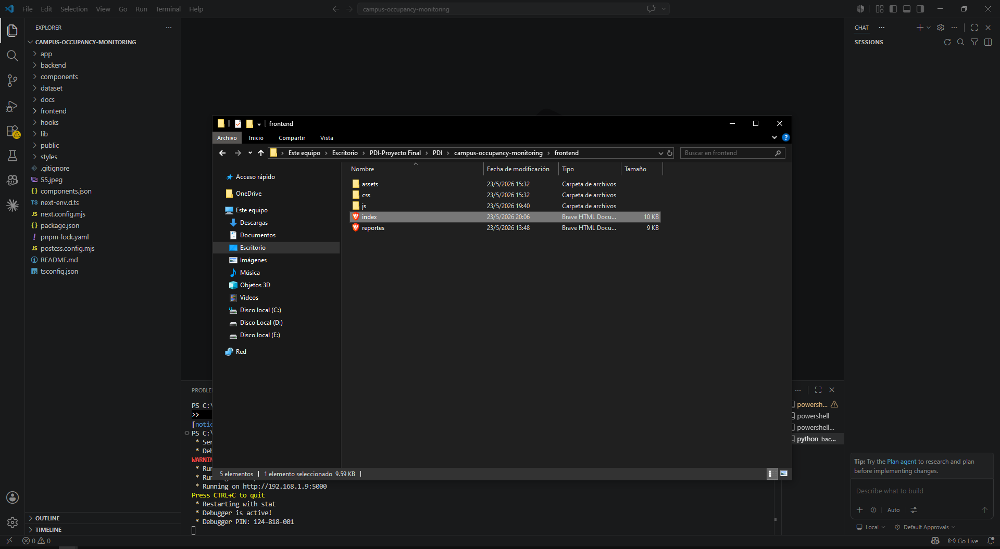 File Edit Selection View Go Run Terminal Help
campus-occupancy-monitoring
EXPLORER
CAMPUS-OCCUPANCY-MONITORING
app
backend
components
dataset
docs
frontend
hooks
lib
public
styles
.gitignore
55.jpeg
{} components.json
TS next-env.d.ts
JS next.config.mjs
{} package.json
! pnpm-lock.yaml
JS postcss.config.mjs
README.md
TS tsconfig.json
OUTLINE
TIMELINE
0 0
frontend
Archivo Inicio Compartir Vista
Este equipo > Escritorio > PDI-Proyecto Final > PDI > campus-occupancy-monitoring > frontend
Buscar en frontend
Acceso rápido
OneDrive
Este equipo
Descargas
Documentos
Escritorio
Imágenes
Música
Objetos 3D
Videos
Disco local (C:)
Disco Local (D:)
Disco local (E:)
Red
Nombre Fecha de modificación Tipo Tamaño
assets 23/5/2026 15:32 Carpeta de archivos
css 23/5/2026 15:32 Carpeta de archivos
js 23/5/2026 19:40 Carpeta de archivos
index 23/5/2026 20:06 Brave HTML Docu... 10 KB
reportes 23/5/2026 13:48 Brave HTML Docu... 9 KB
5 elementos 1 elemento seleccionado 9.59 KB
PS C:\
>>
PS C:\
* Running on http://192.168.1.9:5000
Press CTRL+C to quit
* Restarting with stat
* Debugger is active!
* Debugger PIN: 124-818-001
powersh...
powershell
powershell...
python bac...
CHAT
SESSIONS
Tip: Try the Plan agent to research and plan
before implementing changes.
Describe what to build
Auto
Local Default Approvals
Go Live